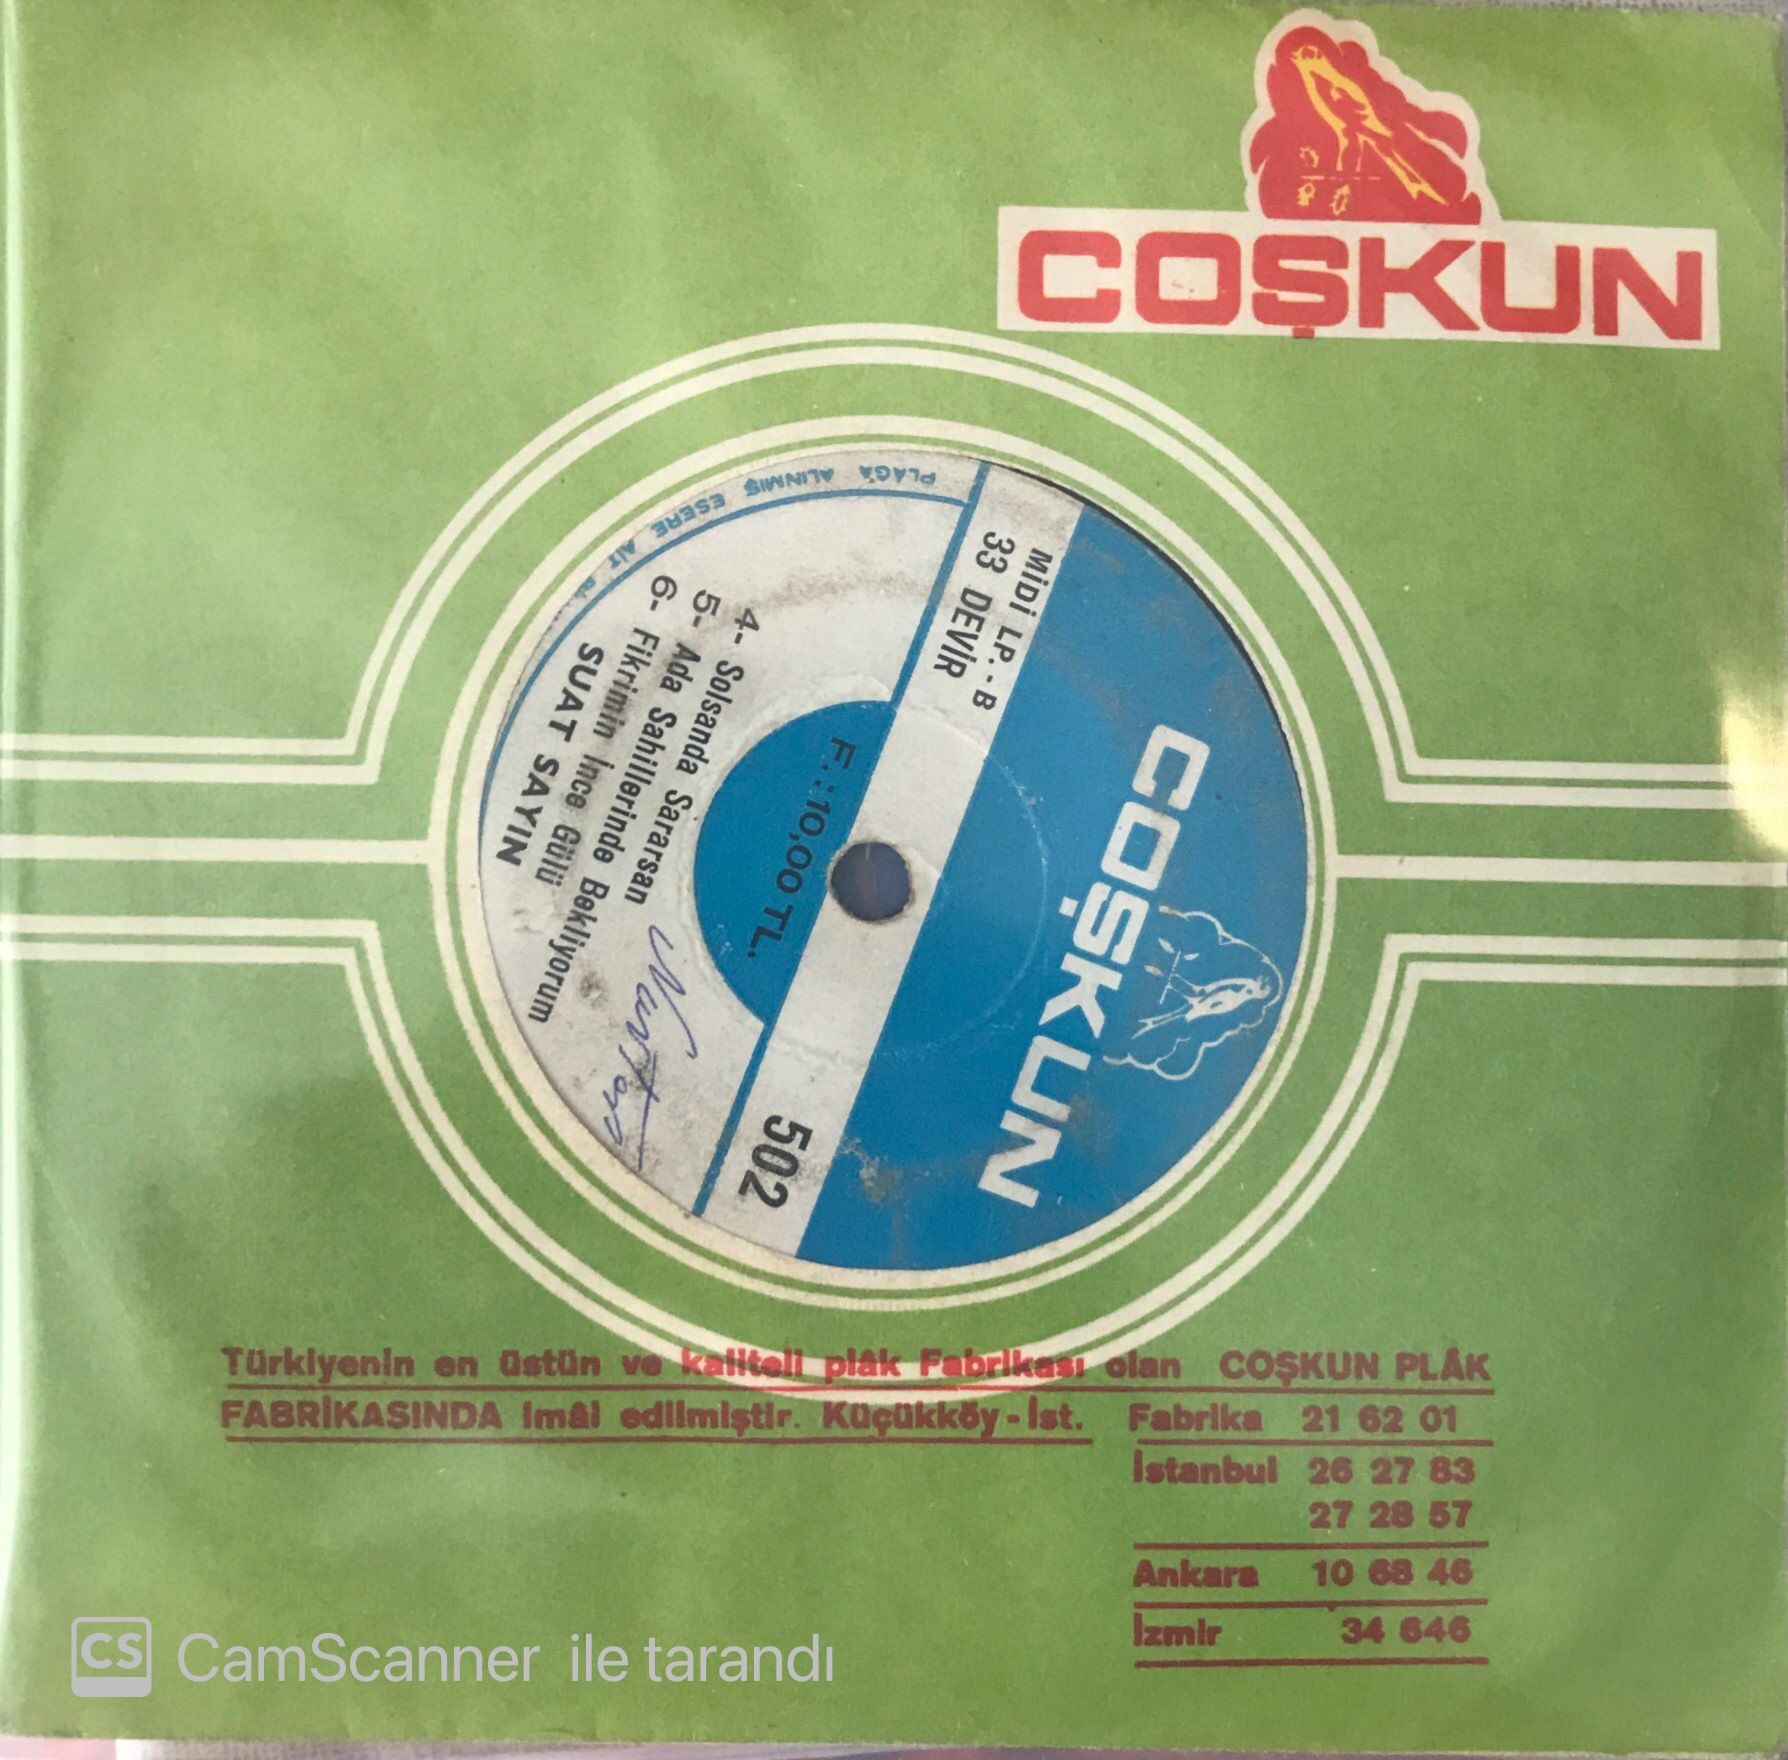 COŞKUN
PLÂĞA ALINMIŞ ESERE AİT
MİDİ LP. - B
33 DEVİR
COŞKUN
502
F.: 10,00 TL.
4- Solsanda Sararsan
5- Ada Sahillerinde Bekliyorum
6- Fikrimin İnce Gülü
SUAT SAYIN
Türkiyenin en üstün ve kaliteli plâk Fabrikası olan COŞKUN PLÂK
FABRİKASINDA imâl edilmiştir. Küçükköy - İst. Fabrika 21 62 01
İstanbul 26 27 83
27 28 57
Ankara 10 68 46
İzmir 34 646
CS CamScanner ile tarandı